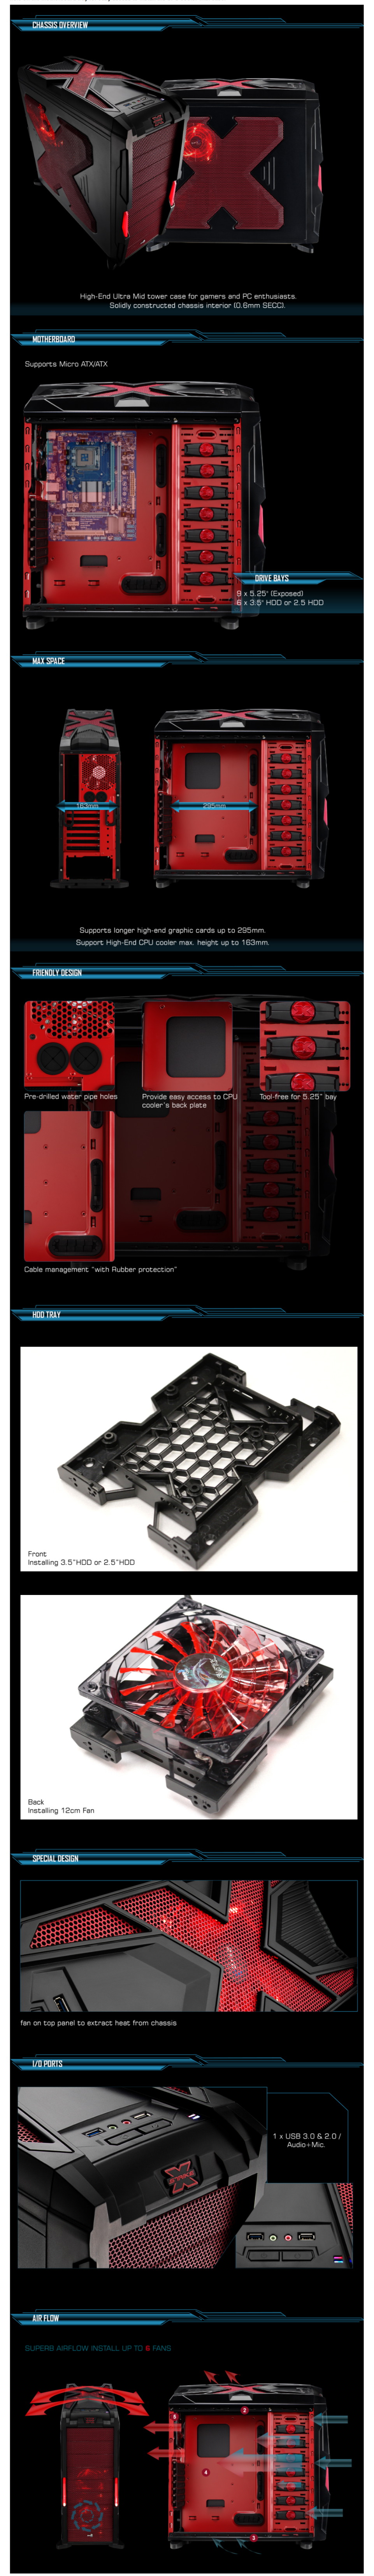 CHASSIS OVERVIEW
High-End Ultra Mid tower case for gamers and PC enthusiasts.
Solidly constructed chassis interior (0.6mm SECC).
MOTHERBOARD
Supports Micro ATX/ATX
DRIVE BAYS
9 x 5.25" (Exposed)
6 x 3.5" HDD or 2.5 HDD
MAX SPACE
163mm
295mm
Supports longer high-end graphic cards up to 295mm.
Support High-End CPU cooler max. height up to 163mm.
FRIENDLY DESIGN
Pre-drilled water pipe holes
Provide easy access to CPU
cooler's back plate
Tool-free for 5.25" bay
Cable management "with Rubber protection"
HDD TRAY
Front
Installing 3.5"HDD or 2.5"HDD
Back
Installing 12cm Fan
SPECIAL DESIGN
fan on top panel to extract heat from chassis
I/O PORTS
1 x USB 3.0 & 2.0 /
Audio+Mic.
AIR FLOW
SUPERB AIRFLOW INSTALL UP TO 6 FANS
2
4
3